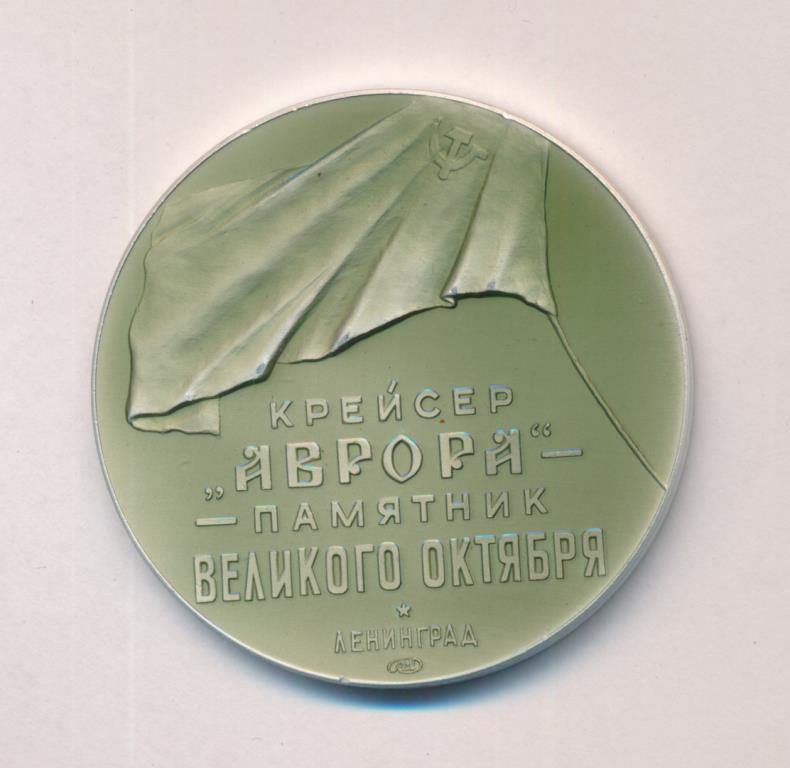 КРЕЙСЕР
„АВРОРА“ —
— ПАМЯТНИК
ВЕЛИКОГО ОКТЯБРЯ
ЛЕНИНГРАД